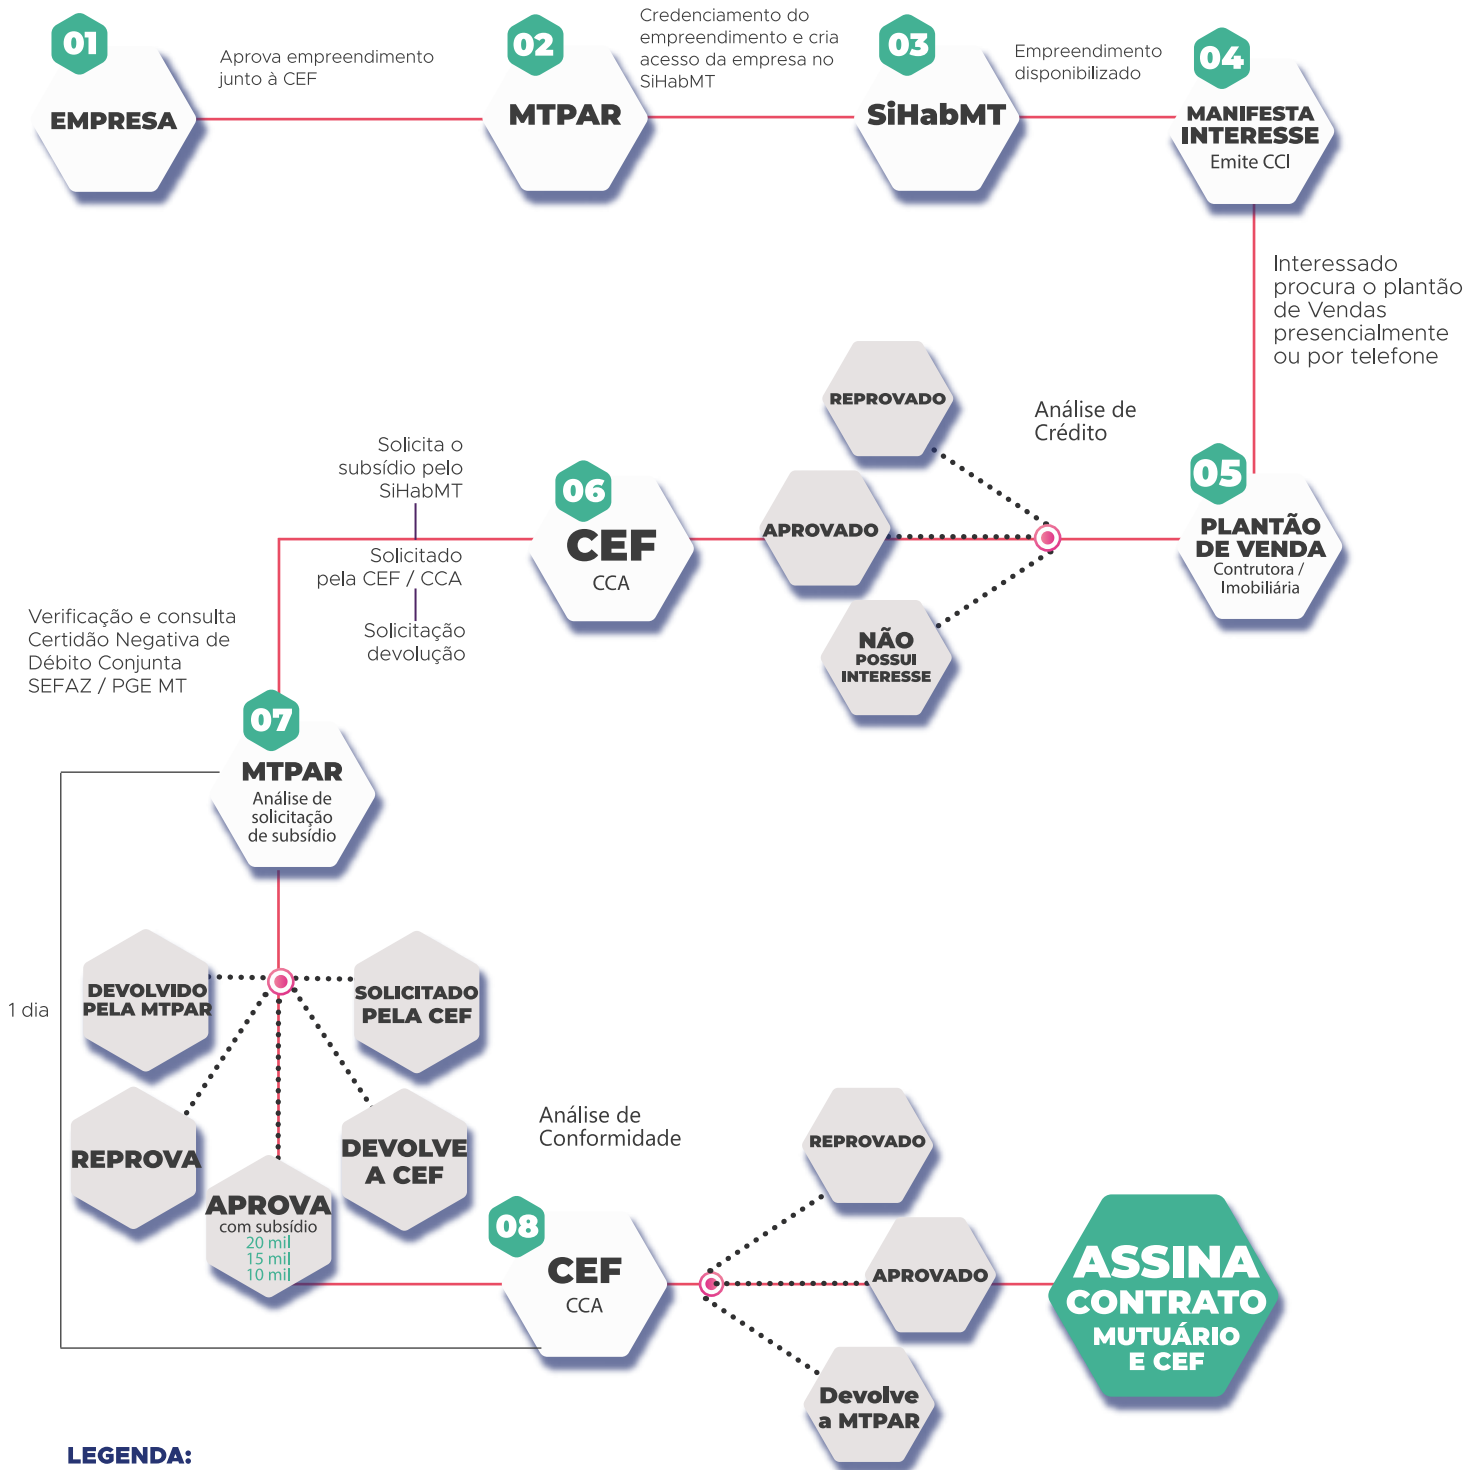 01
EMPRESA
Aprova empreendimento
junto à CEF
02
MTPAR
Credenciamento do
empreendimento e cria
acesso da empresa no
SiHabMT
03
SiHabMT
Empreendimento
disponibilizado
04
MANIFESTA
INTERESSE
Emite CCI
Interessado
procura o plantão
de Vendas
presencialmente
ou por telefone
05
PLANTÃO
DE VENDA
Contrutora /
Imobiliária
Análise de
Crédito
REPROVADO
APROVADO
NÃO
POSSUI
INTERESSE
06
CEF
CCA
Solicita o
subsídio pelo
SiHabMT
Solicitado
pela CEF / CCA
Solicitação
devolução
Verificação e consulta
Certidão Negativa de
Débito Conjunta
SEFAZ / PGE MT
07
MTPAR
Análise de
solicitação
de subsídio
1 dia
DEVOLVIDO
PELA MTPAR
SOLICITADO
PELA CEF
REPROVA
DEVOLVE
A CEF
APROVA
com subsídio
20 mil
15 mil
10 mil
08
CEF
CCA
Análise de
Conformidade
REPROVADO
APROVADO
Devolve
a MTPAR
ASSINA
CONTRATO
MUTUÁRIO
E CEF
LEGENDA: